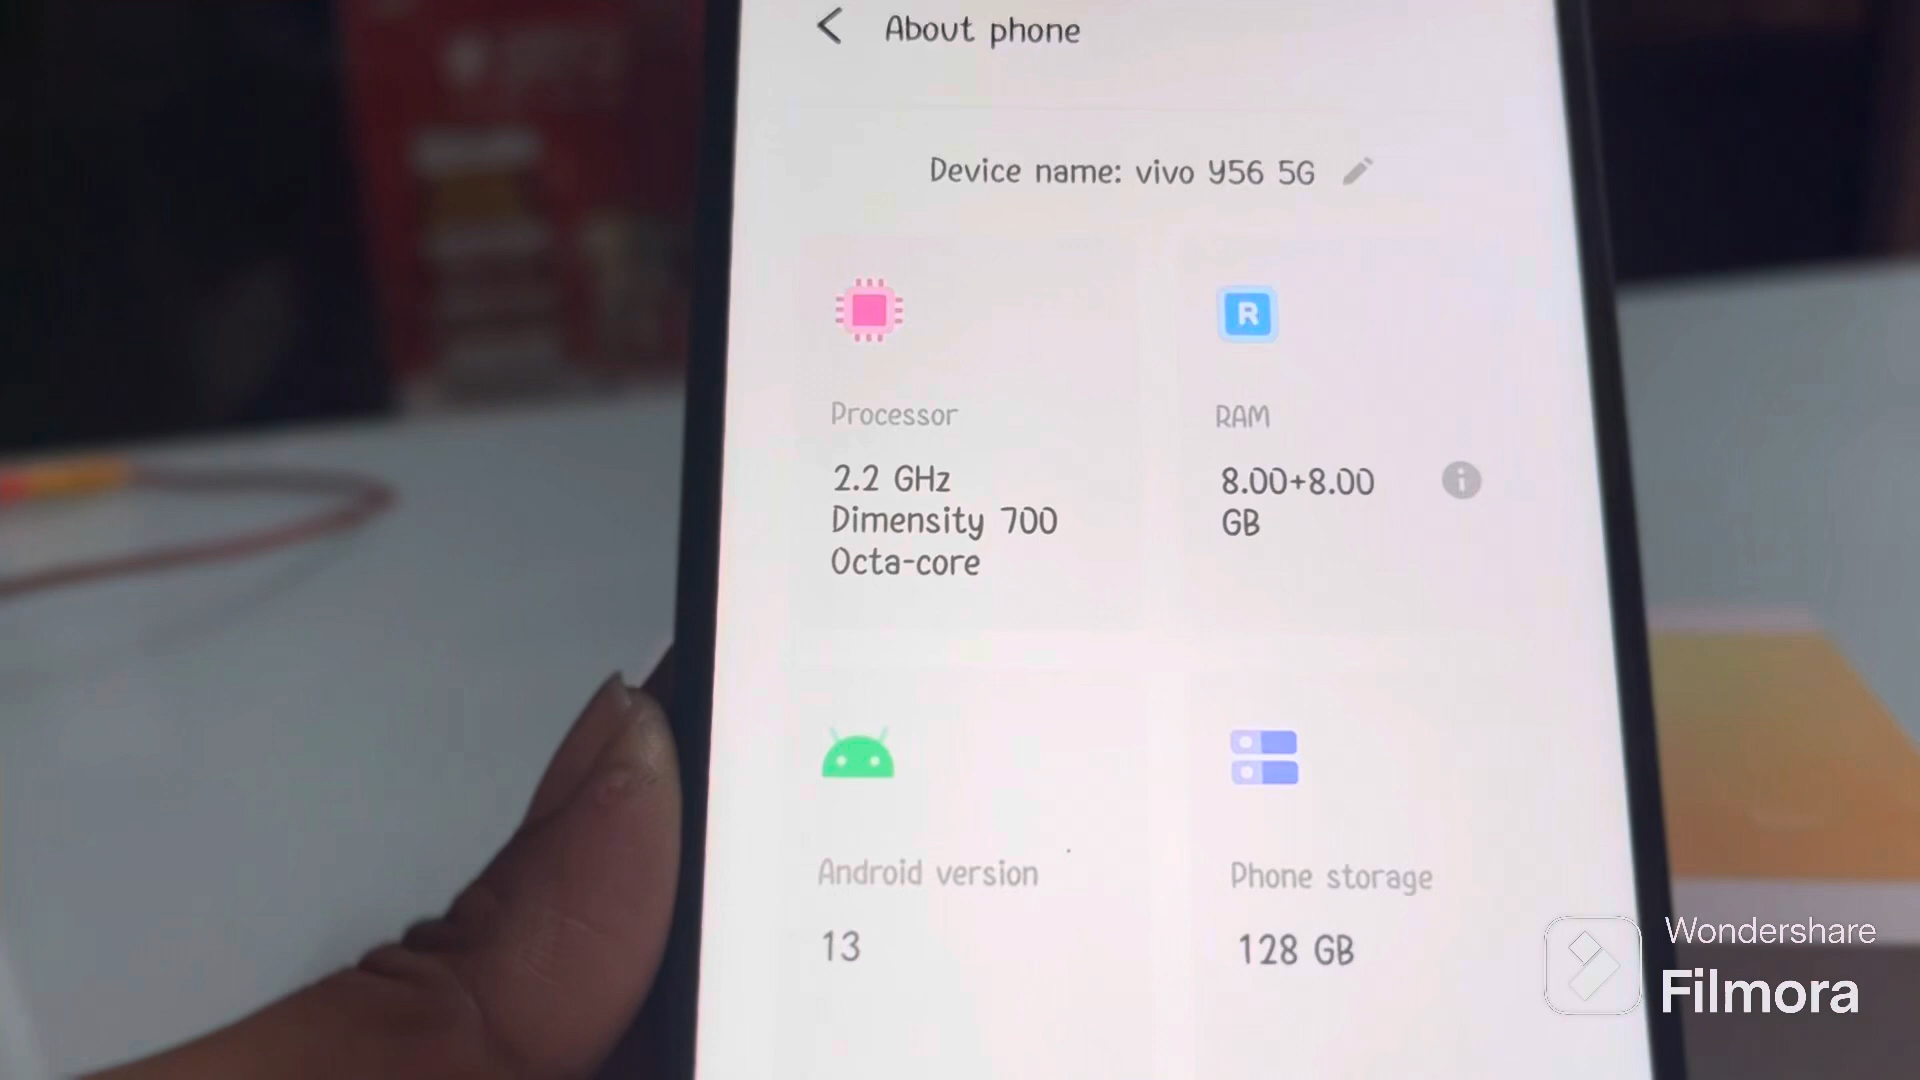 About phone
Device name: vivo Y56 5G
R
Processor
2.2 GHz
Dimensity 700
Octa-core
RAM
8.00+8.00
GB
Android version
13
Phone storage
128 GB
Wondershare
Filmora